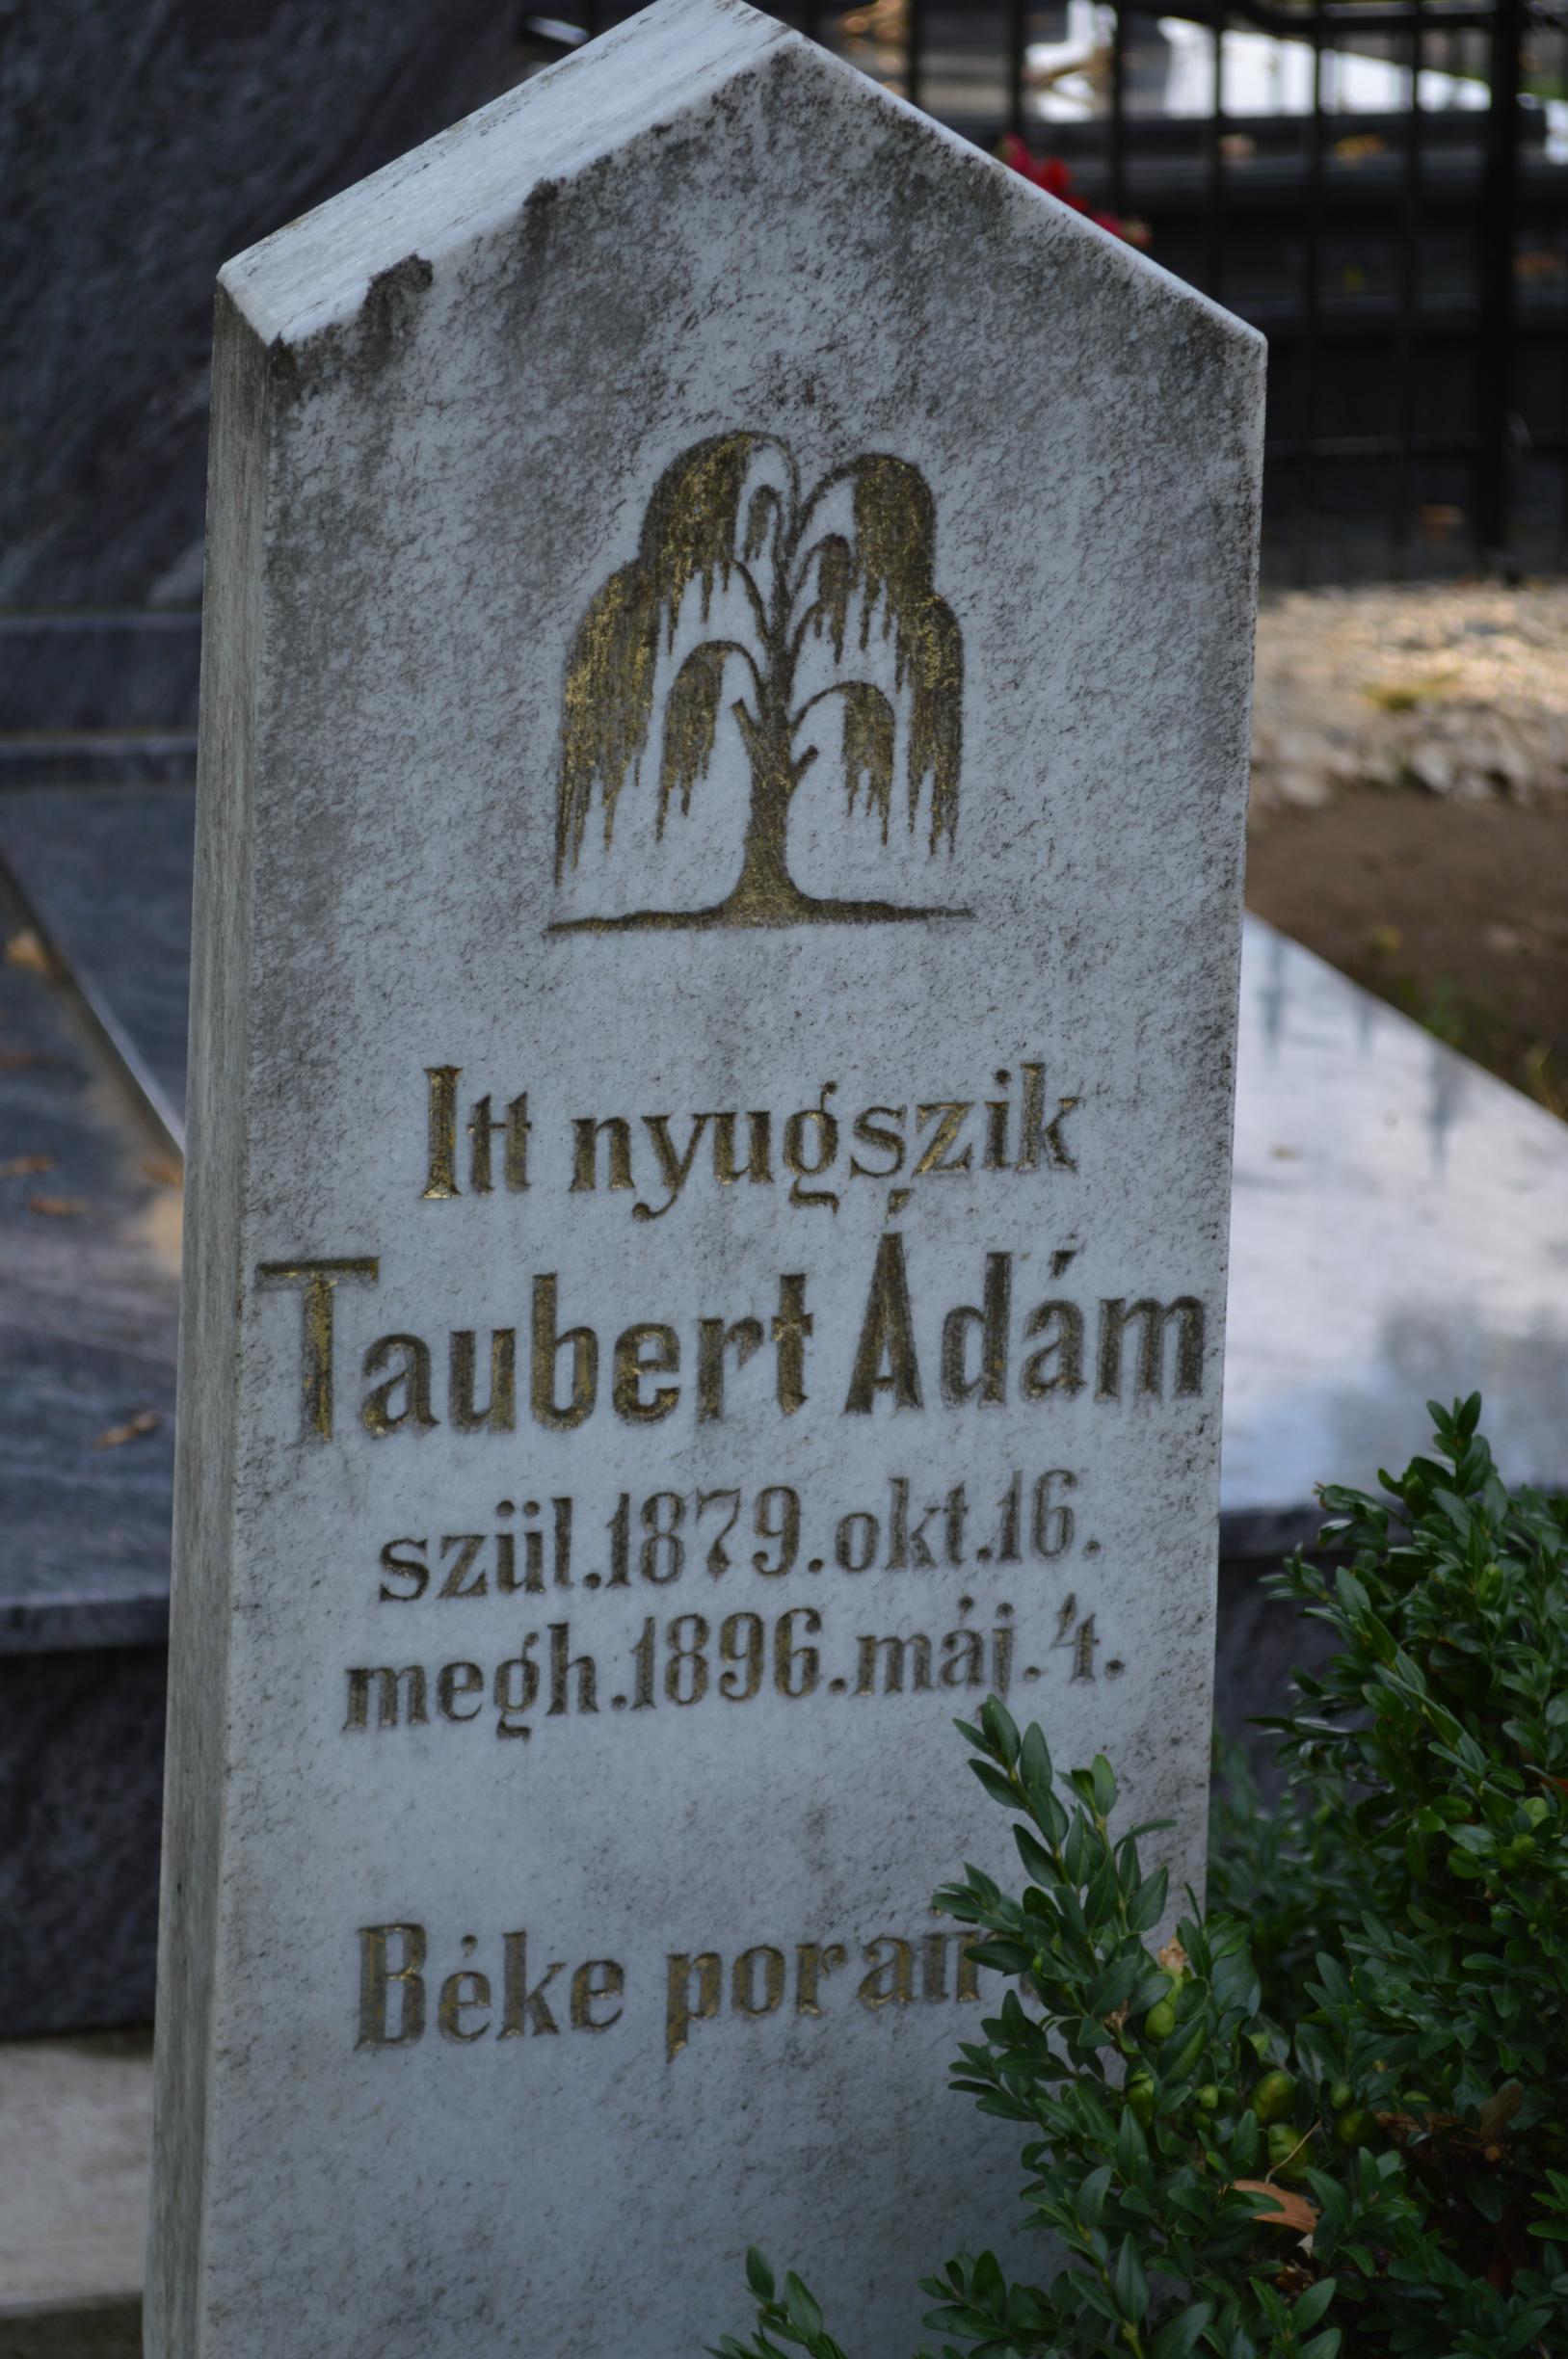 Itt nyugszik
Taubert Ádám
szül.1879.okt.16.
megh.1896.máj.4.
Béke